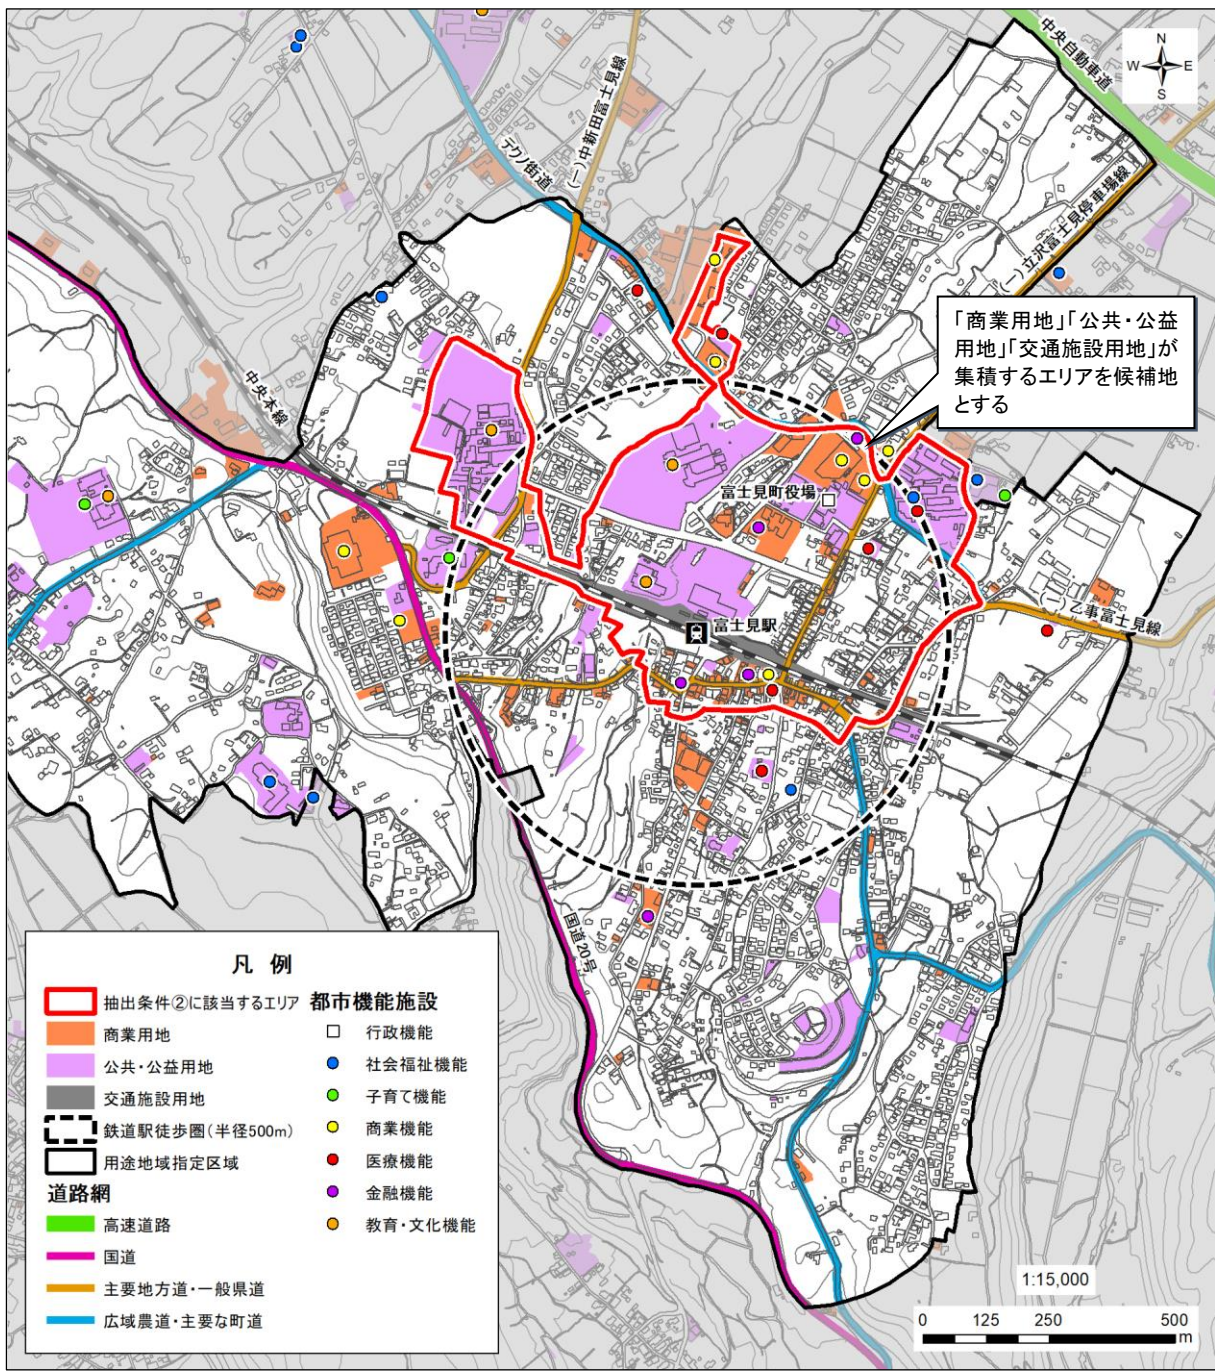 中央自動車道
N
W E
S
(一)中新田富士見線
テクノ街道
(一)立沢富士見停車場線
「商業用地」「公共・公益
用地」「交通施設用地」が
集積するエリアを候補地
とする
中央本線
富士見町役場
富士見駅
(一)乙事富士見線
国道20号
凡 例
抽出条件②に該当するエリア
商業用地
公共・公益用地
交通施設用地
鉄道駅徒歩圏(半径500m)
用途地域指定区域
道路網
高速道路
国道
主要地方道・一般県道
広域農道・主要な町道
都市機能施設
行政機能
社会福祉機能
子育て機能
商業機能
医療機能
金融機能
教育・文化機能
1:15,000
0 125 250 500
m